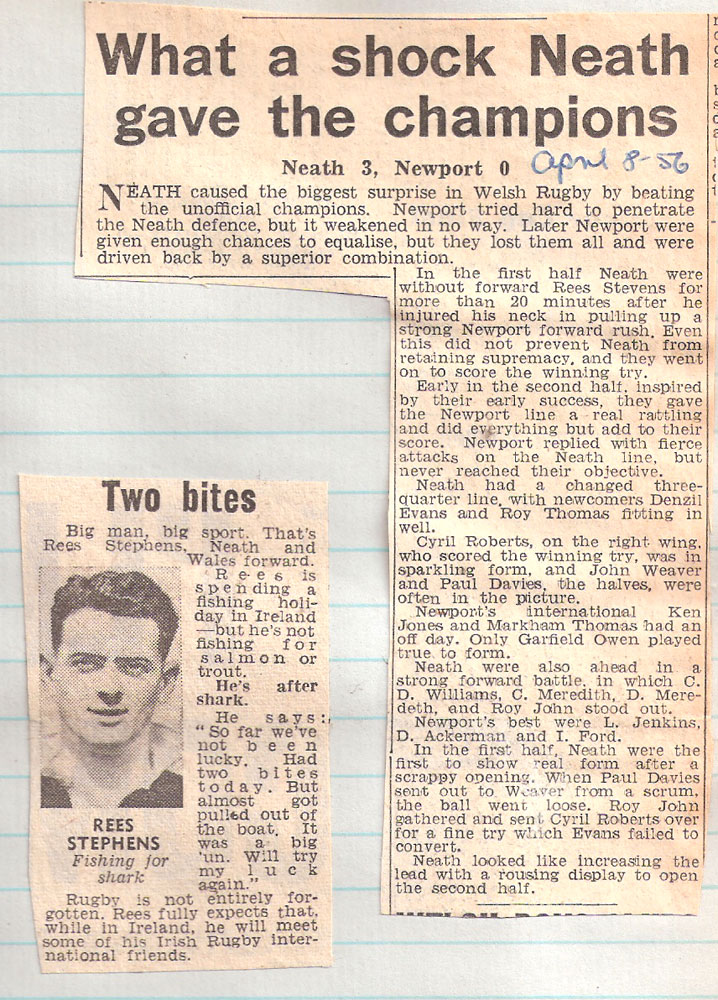 What a shock Neath
gave the champions
Neath 3, Newport 0
April 8-56
NEATH caused the biggest surprise in Welsh Rugby by beating
the unofficial champions. Newport tried hard to penetrate
the Neath defence, but it weakened in no way. Later Newport were
given enough chances to equalise, but they lost them all and were
driven back by a superior combination.
In the first half Neath were
without forward Rees Stevens for
more than 20 minutes after he
injured his neck in pulling up a
strong Newport forward rush. Even
this did not prevent Neath from
retaining supremacy, and they went
on to score the winning try.
Early in the second half, inspired
by their early success, they gave
the Newport line a real rattling
and did everything but add to their
score. Newport replied with fierce
attacks on the Neath line, but
never reached their objective.
Neath had a changed three-
quarter line, with newcomers Denzil
Evans and Roy Thomas fitting in
well.
Cyril Roberts, on the right wing,
who scored the winning try, was in
sparkling form, and John Weaver
and Paul Davies, the halves, were
often in the picture.
Newport's international Ken
Jones and Markham Thomas had an
off day. Only Garfield Owen played
true to form.
Neath were also ahead in a
strong forward battle, in which C.
D. Williams, C. Meredith, D. Mere-
deth, and Roy John stood out.
Newport's best were L. Jenkins,
D. Ackerman and I. Ford.
In the first half, Neath were the
first to show real form after a
scrappy opening. When Paul Davies
sent out to Weaver from a scrum,
the ball went loose. Roy John
gathered and sent Cyril Roberts over
for a fine try which Evans failed to
convert.
Neath looked like increasing the
lead with a rousing display to open
the second half.
Two bites
Big man, big sport. That's
Rees Stephens, Neath and
Wales forward.
Rees is
spending a
fishing holi-
day in Ireland
—but he's not
fishing for
salmon or
trout.
He's after
shark.
He says:
"So far we've
not been
lucky. Had
two bites
today. But
almost got
pulled out of
the boat. It
was a big
'un. Will try
my luck
again."
REES
STEPHENS
Fishing for
shark
Rugby is not entirely for-
gotten. Rees fully expects that,
while in Ireland, he will meet
some of his Irish Rugby inter-
national friends.